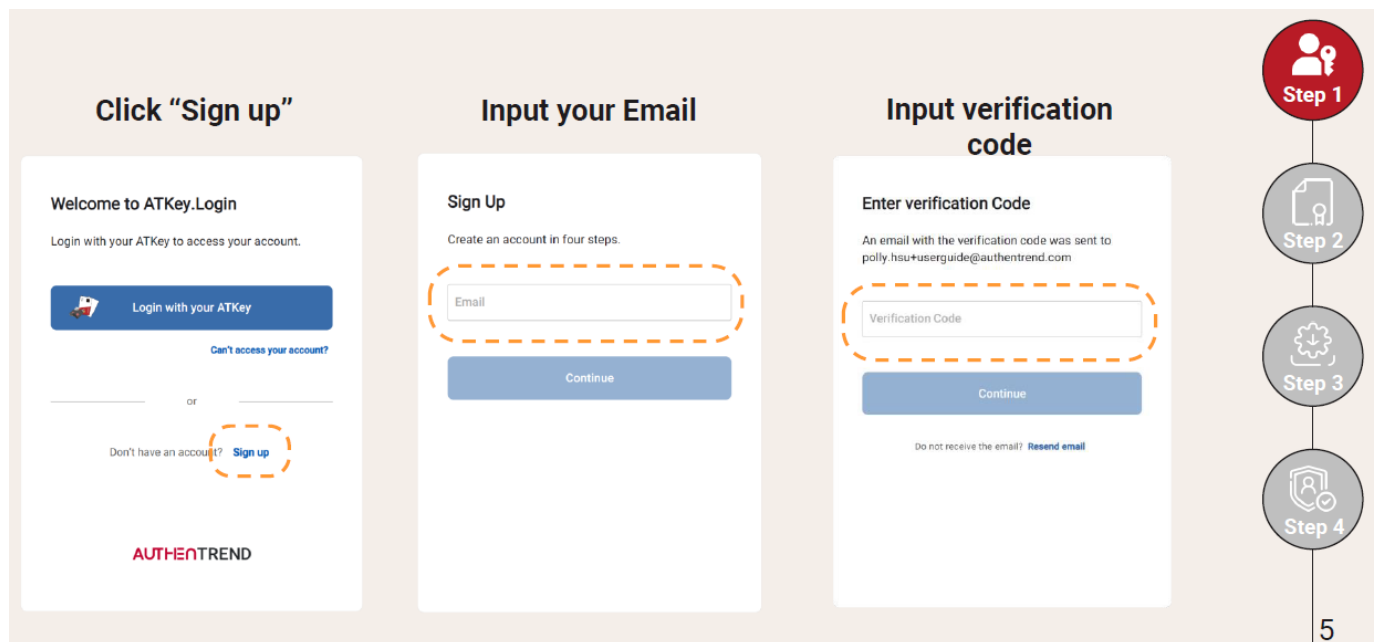 Click “Sign up”
Welcome to ATKey.Login
Login with your ATKey to access your account.
Login with your ATKey
Can't access your account?
or
Don't have an account? Sign up
AUTHENTREND
Input your Email
Sign Up
Create an account in four steps.
Email
Continue
Input verification
code
Enter verification Code
An email with the verification code was sent to
polly.hsu+userguide@authentrend.com
Verification Code
Continue
Do not receive the email? Resend email
Step 1
Step 2
Step 3
Step 4
5